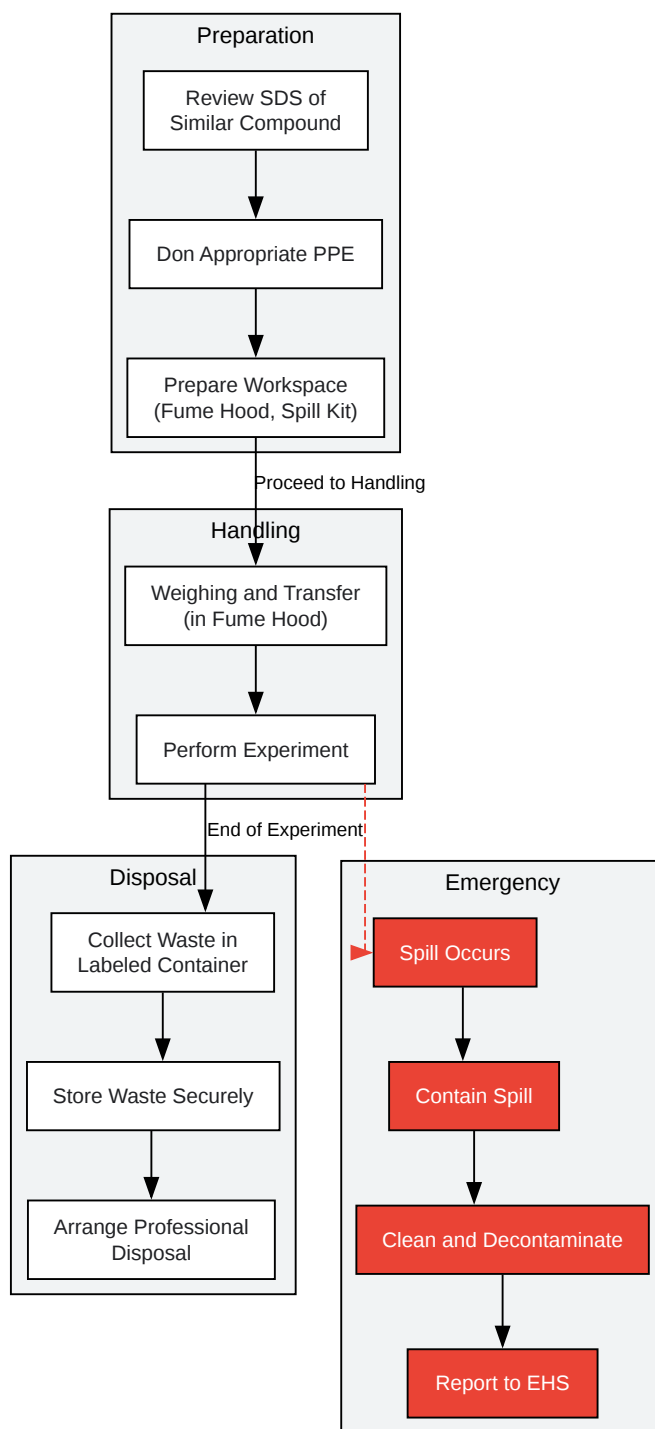 Preparation
Review SDS of
Similar Compound
Don Appropriate PPE
Prepare Workspace
(Fume Hood, Spill Kit)
Proceed to Handling
Handling
Weighing and Transfer
(in Fume Hood)
Perform Experiment
End of Experiment
Disposal
Collect Waste in
Labeled Container
Store Waste Securely
Arrange Professional
Disposal
Emergency
Spill Occurs
Contain Spill
Clean and Decontaminate
Report to EHS